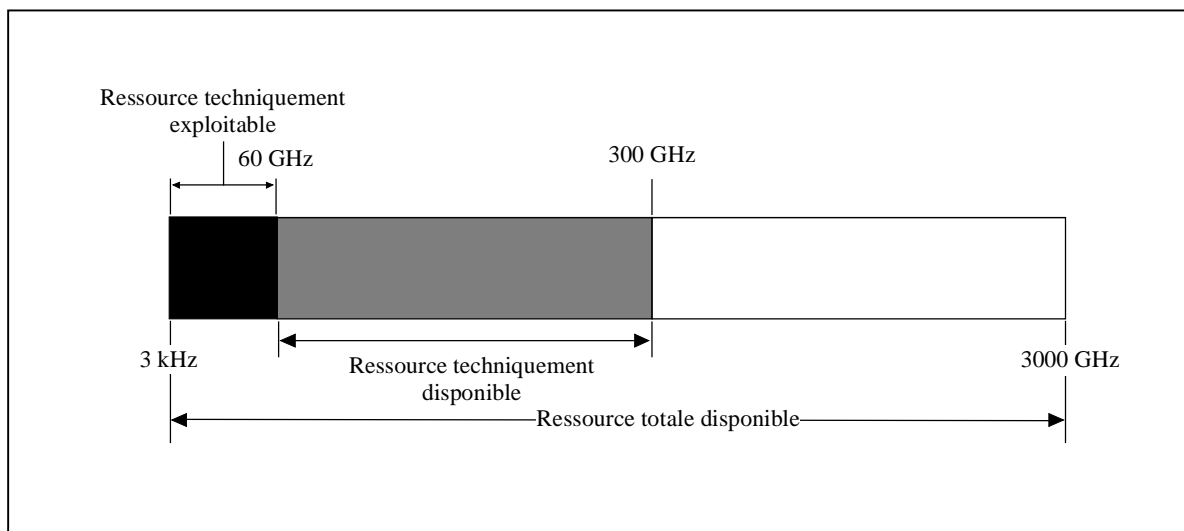 Ressource techniquement
exploitable
60 GHz
300 GHz
3 kHz
3000 GHz
Ressource techniquement
disponible
Ressource totale disponible